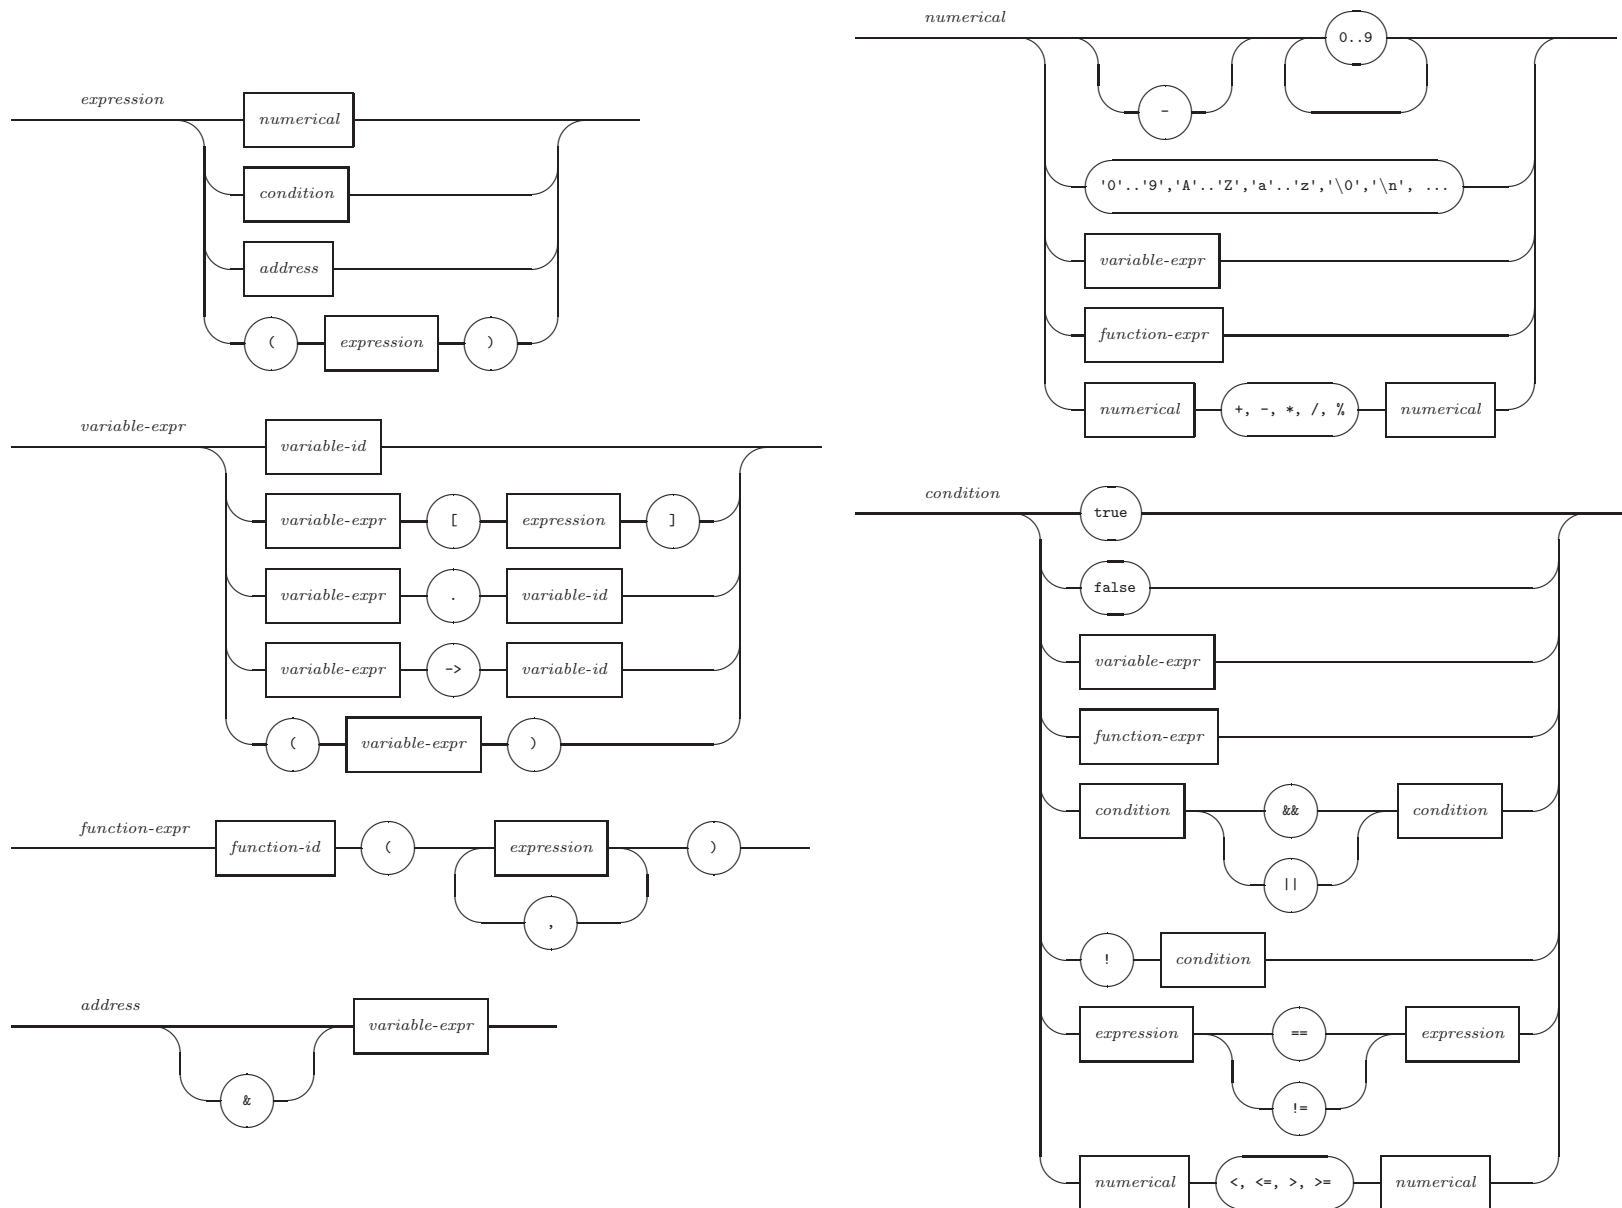 expression
numerical
condition
address
( expression )
variable-expr
variable-id
variable-expr [ expression ]
variable-expr . variable-id
variable-expr -> variable-id
( variable-expr )
function-expr
function-id ( expression )
,
address
variable-expr
&
numerical
0..9
-
'0'..'9','A'..'Z','a'..'z','\0','\n', ...
variable-expr
function-expr
numerical +, -, *, /, % numerical
condition
true
false
variable-expr
function-expr
condition && condition
||
! condition
expression == expression
!=
numerical <, <=, >, >= numerical